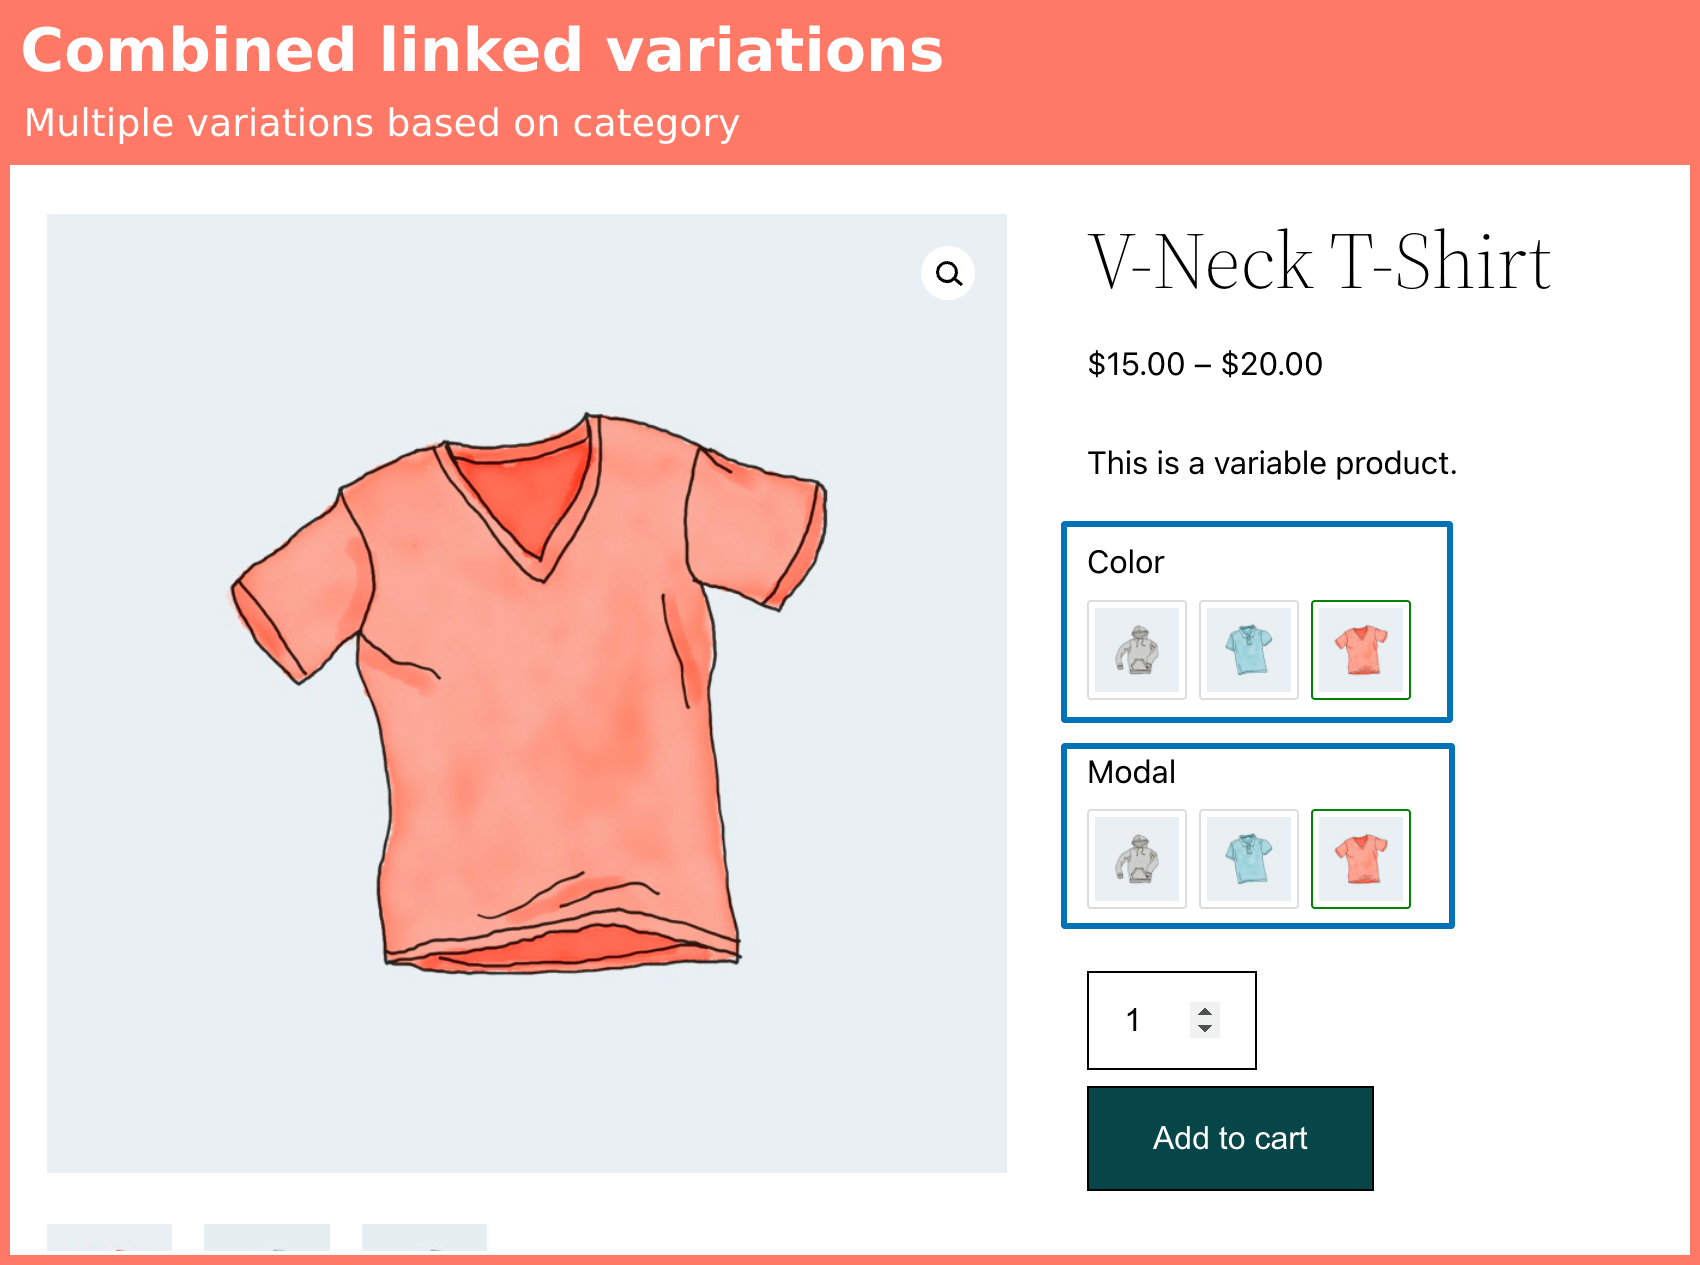 Combined linked variations
Multiple variations based on category
V-Neck T-Shirt
$15.00 – $20.00
This is a variable product.
Color
Modal
1
Add to cart